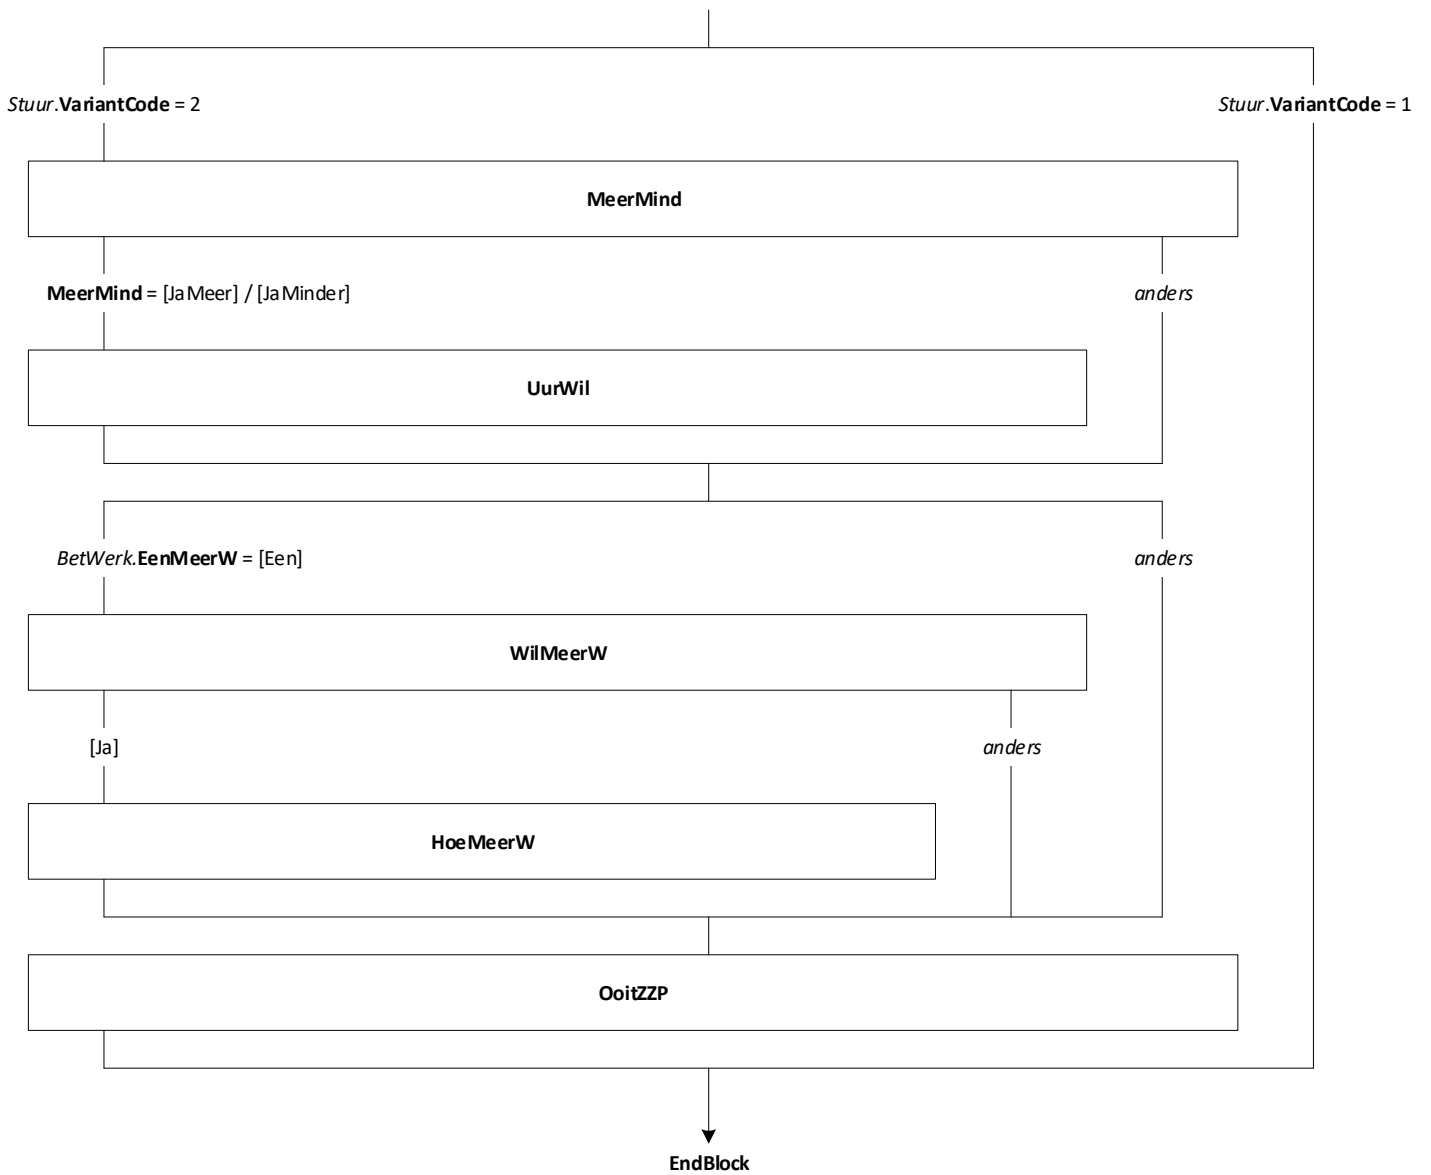 Stuur.VariantCode = 2
Stuur.VariantCode = 1
MeerMind
MeerMind = [JaMeer] / [JaMinder]
anders
UurWil
BetWerk.EenMeerW = [Een]
anders
WilMeerW
[Ja]
anders
HoeMeerW
OoitZZP
EndBlock